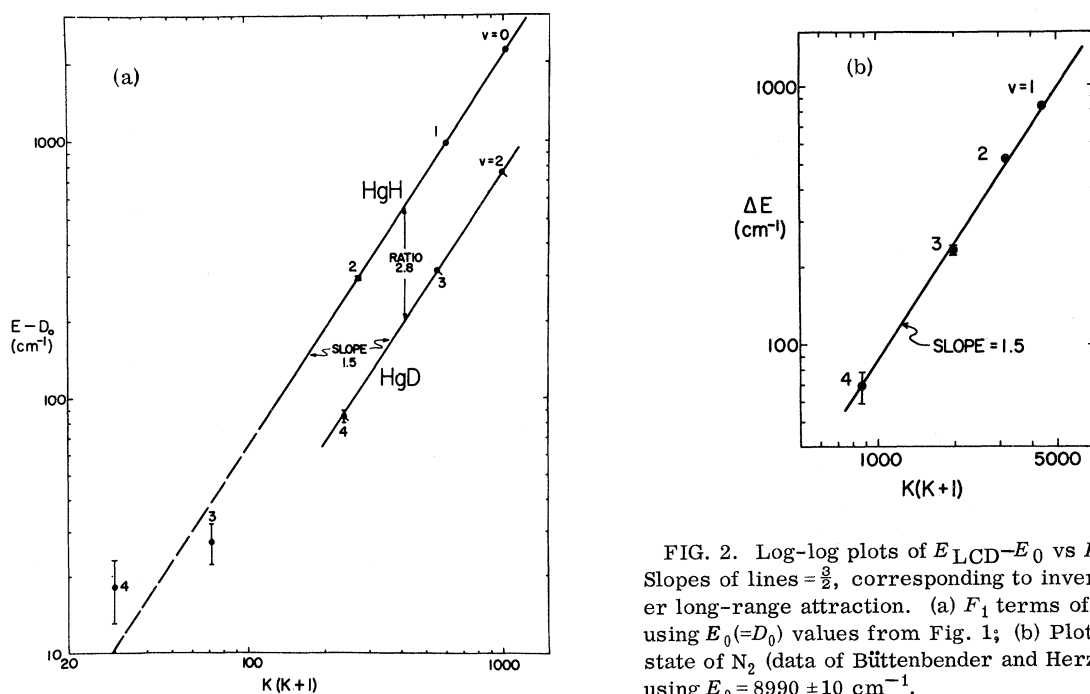 (a)
v=0
1000
1
v=2
HgH
2
RATIO
2.8
3
E – D₀
(cm⁻¹)
SLOPE
1.5
HgD
100
4
3
4
10
20
100
1000
K(K+1)
(b)
1000
v=1
2
ΔE
(cm⁻¹)
3
100
SLOPE = 1.5
4
1000
5000
K(K+1)
FIG. 2. Log-log plots of E_LCD–E₀ vs
Slopes of lines = 3/2, corresponding to inver
er long-range attraction. (a) F₁ terms of
using E₀(=D₀) values from Fig. 1; (b) Plot
state of N₂ (data of Büttenbender and Herz
using E₀ = 8990 ± 10 cm⁻¹.